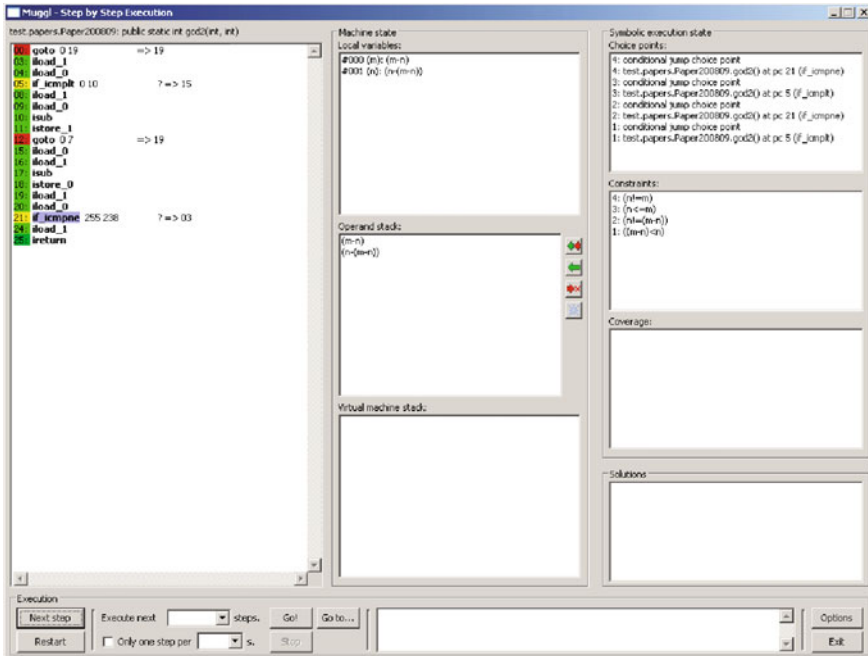 Muggl - Step by Step Execution
test.papers.Paper200809: public static int gcd2(int, int)
00: goto 0 19 => 19
03: iload_1
04: iload_0
05: if_icmplt 0 10 ? => 15
08: iload_1
09: iload_0
10: isub
11: istore_1
12: goto 0 7 => 19
15: iload_0
16: iload_1
17: isub
18: istore_0
19: iload_1
20: iload_0
21: if_icmpne 255 238 ? => 03
24: iload_1
25: ireturn
Machine state
Local variables:
#000 (m): (m-n)
#001 (n): (n-(m-n))
Operand stack:
(m-n)
(n-(m-n))
Virtual machine stack:
Symbolic execution state
Choice points:
4: conditional jump choice point
4: test.papers.Paper200809.gcd2() at pc 21 (if_icmpne)
3: conditional jump choice point
3: test.papers.Paper200809.gcd2() at pc 5 (if_icmplt)
2: conditional jump choice point
2: test.papers.Paper200809.gcd2() at pc 21 (if_icmpne)
1: conditional jump choice point
1: test.papers.Paper200809.gcd2() at pc 5 (if_icmplt)
Constraints:
4: (n!=m)
3: (n<=m)
2: (n!=(m-n))
1: ((m-n)<n)
Coverage:
Solutions
Execution
Next step
Execute next
steps.
Go!
Go to...
Options
Restart
Only one step per
s.
Stop
Exit